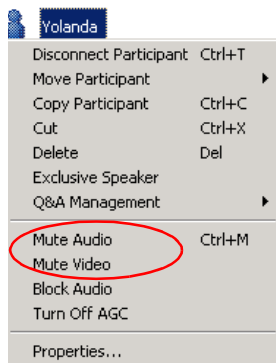 Yolanda
Disconnect Participant Ctrl+T
Move Participant
Copy Participant Ctrl+C
Cut Ctrl+X
Delete Del
Exclusive Speaker
Q&A Management
Mute Audio Ctrl+M
Mute Video
Block Audio
Turn Off AGC
Properties...